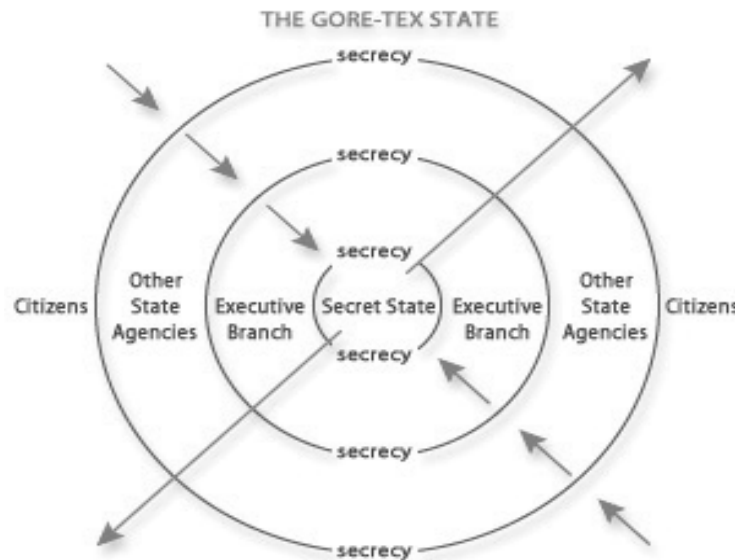 THE GORE-TEX STATE
secrecy
secrecy
secrecy
Citizens
Other
State
Agencies
Executive
Branch
Secret State
Executive
Branch
Other
State
Agencies
Citizens
secrecy
secrecy
secrecy